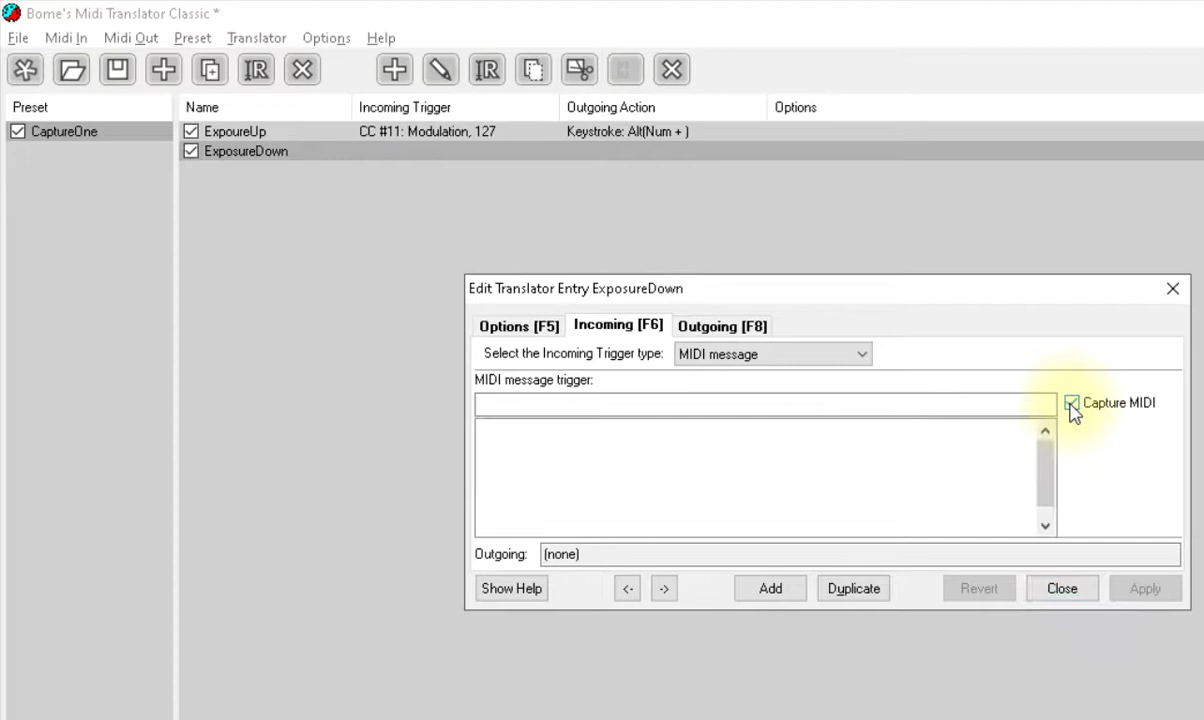 Bome's Midi Translator Classic *
File Midi In Midi Out Preset Translator Options Help
Preset Name Incoming Trigger Outgoing Action Options
CaptureOne ExpoureUp CC #11: Modulation, 127 Keystroke: Alt(Num + )
ExposureDown
Edit Translator Entry ExposureDown
Options [F5] Incoming [F6] Outgoing [F8]
Select the Incoming Trigger type: MIDI message
MIDI message trigger:
Capture MIDI
Outgoing: (none)
Show Help <- -> Add Duplicate Revert Close Apply